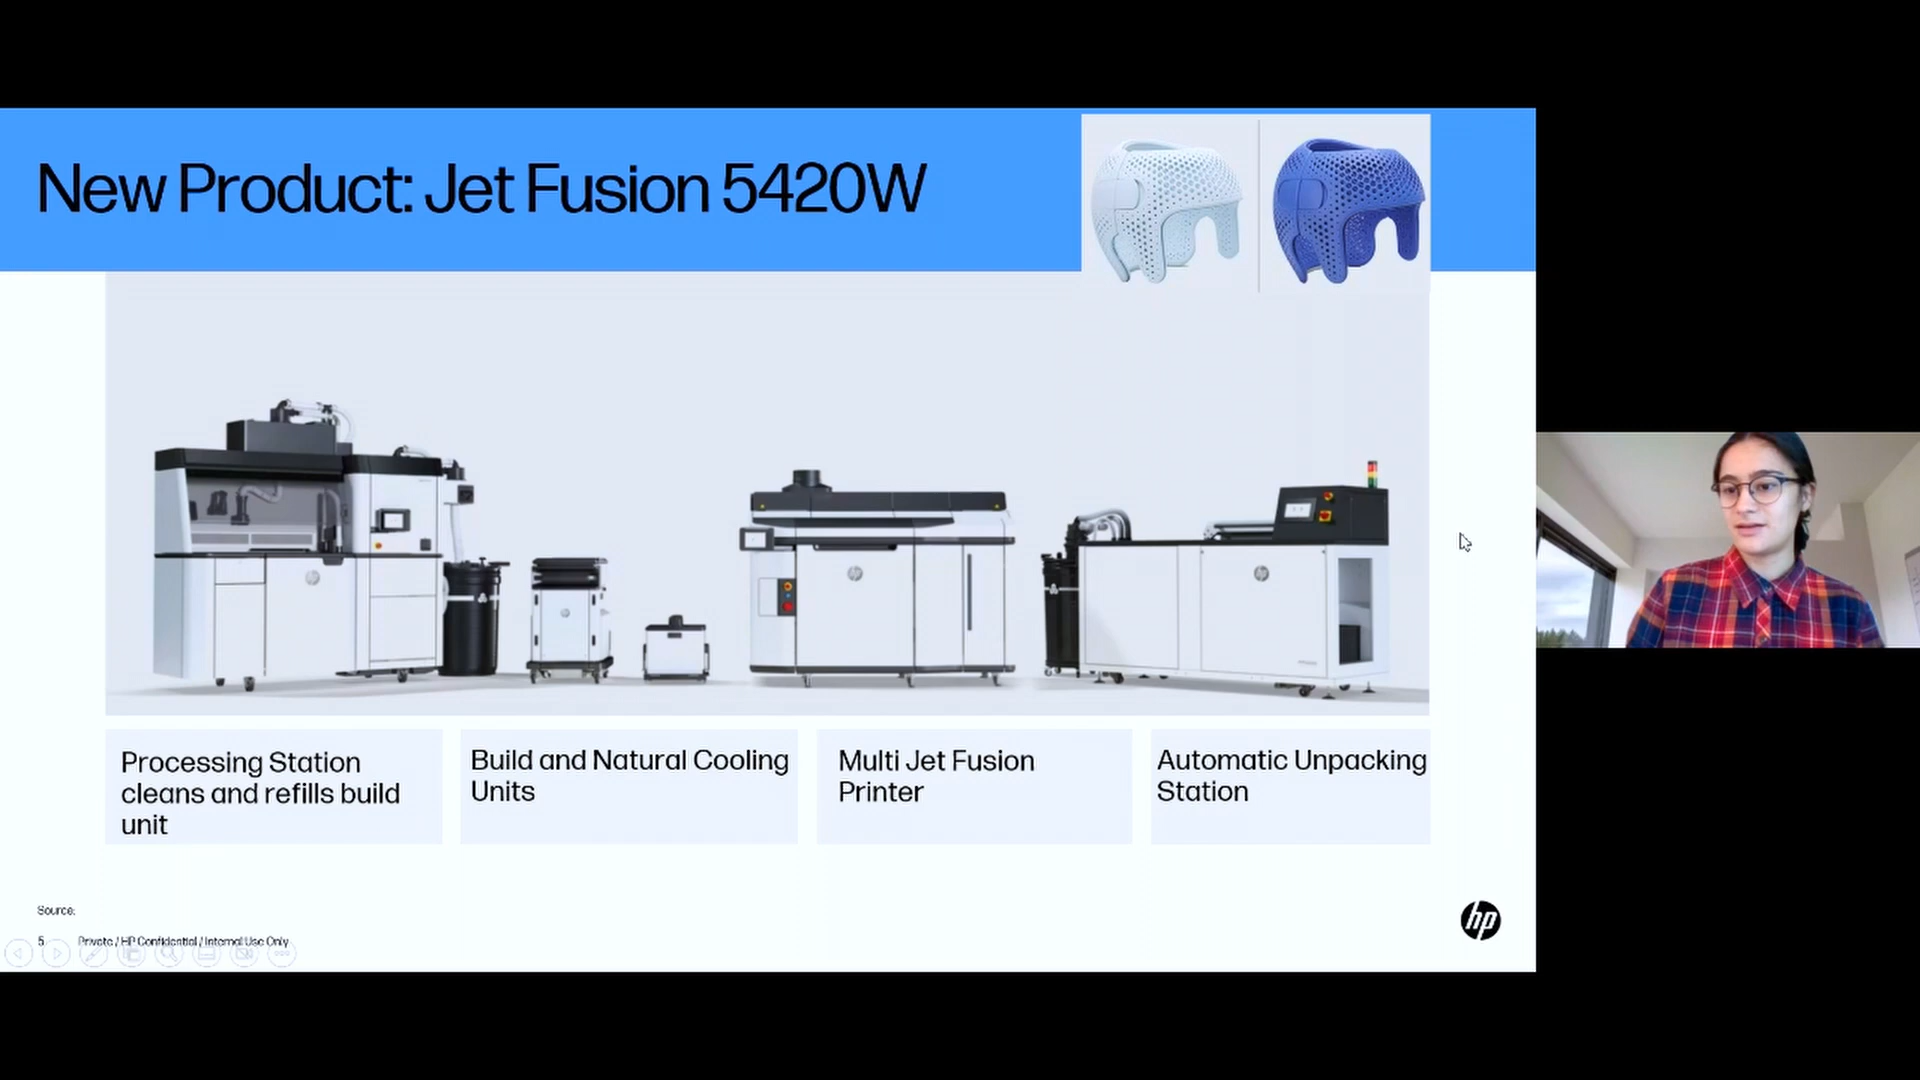 New Product: Jet Fusion 5420W
Processing Station
cleans and refills build
unit
Build and Natural Cooling
Units
Multi Jet Fusion
Printer
Automatic Unpacking
Station
Source:
5 Private / HP Confidential / Internal Use Only
hp